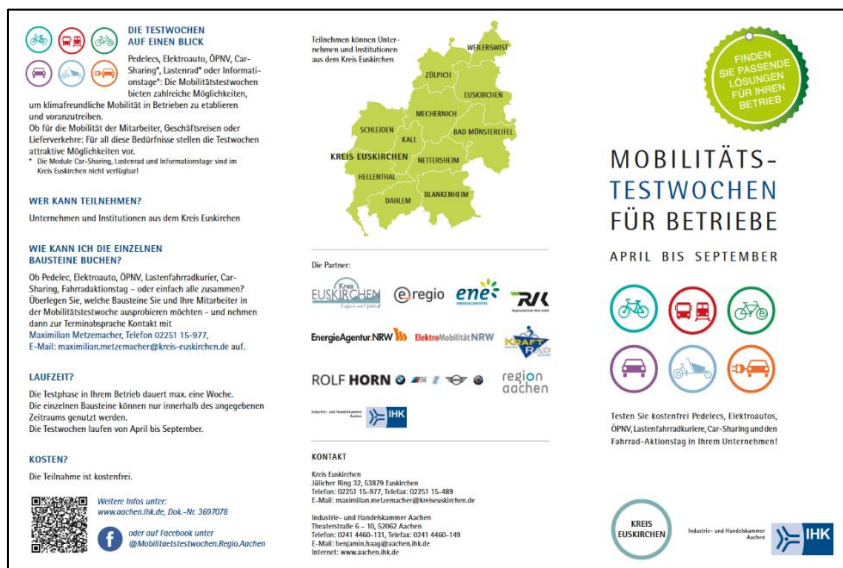 DIE TESTWOCHEN
AUF EINEN BLICK
Pedelecs, Elektroauto, ÖPNV, Car-
Sharing*, Lastenrad* oder Informati-
onstage*: Die Mobilitätstestwochen
bieten zahlreiche Möglichkeiten,
um klimafreundliche Mobilität in Betrieben zu etablieren
und voranzutreiben.
Ob für die Mobilität der Mitarbeiter, Geschäftsreisen oder
Lieferverkehre: Für all diese Bedürfnisse stellen die Testwochen
attraktive Möglichkeiten vor.
* Die Module Car-Sharing, Lastenrad und Informationstage sind im
Kreis Euskirchen nicht verfügbar!
WER KANN TEILNEHMEN?
Unternehmen und Institutionen aus dem Kreis Euskirchen
WIE KANN ICH DIE EINZELNEN
BAUSTEINE BUCHEN?
Ob Pedelec, Elektroauto, ÖPNV, Lastenfahrradkurier, Car-
Sharing, Fahrradaktionstag – oder einfach alle zusammen?
Überlegen Sie, welche Bausteine Sie und Ihre Mitarbeiter in
der Mobilitätstestwoche ausprobieren möchten - und nehmen
dann zur Terminabsprache Kontakt mit
Maximilian Metzemacher, Telefon 02251 15-977,
E-Mail: maximilian.metzemacher@kreis-euskirchen.de auf.
LAUFZEIT?
Die Testphase in Ihrem Betrieb dauert max. eine Woche.
Die einzelnen Bausteine können nur innerhalb des angegebenen
Zeitraums genutzt werden.
Die Testwochen laufen von April bis September.
KOSTEN?
Die Teilnahme ist kostenfrei.
Weitere Infos unter:
www.aachen.ihk.de, Dok.-Nr. 3697078
oder auf Facebook unter
@Mobilitaetstestwochen.Regio.Aachen
Teilnehmen können Unter-
nehmen und Institutionen
aus dem Kreis Euskirchen
WEILERSWIST
ZÜLPICH
EUSKIRCHEN
MECHERNICH
SCHLEIDEN
BAD MÜNSTEREIFEL
KALL
KREIS EUSKIRCHEN
NETTERSHEIM
HELLENTHAL
BLANKENHEIM
DAHLEM
Die Partner:
Kreis
EUSKIRCHEN
e.regio
ene
RVK
EnergieAgentur.NRW
ElektroMobilität NRW
KRAFT
RAD
ROLF HORN
region
aachen
Industrie- und Handelskammer
Aachen
IHK
KONTAKT
Kreis Euskirchen
Jülicher Ring 32, 53879 Euskirchen
Telefon: 02251 15-977, Telefax: 02251 15-489
E-Mail: maximilian.metzemacher@kreiseuskirchen.de
Industrie- und Handelskammer Aachen
Theaterstraße 6 – 10, 52062 Aachen
Telefon: 0241 4460-131, Telefax: 0241 4460-149
E-Mail: benjamin.haag@aachen.ihk.de
Internet: www.aachen.ihk.de
FINDEN
SIE PASSENDE
LÖSUNGEN
FÜR IHREN
BETRIEB
MOBILITÄTS-
TESTWOCHEN
FÜR BETRIEBE
APRIL BIS SEPTEMBER
Testen Sie kostenfrei Pedelecs, Elektroautos,
ÖPNV, Lastenfahrradkuriere, Car-Sharing und den
Fahrrad-Aktionstag in Ihrem Unternehmen!
KREIS
EUSKIRCHEN
Industrie- und Handelskammer
Aachen
IHK